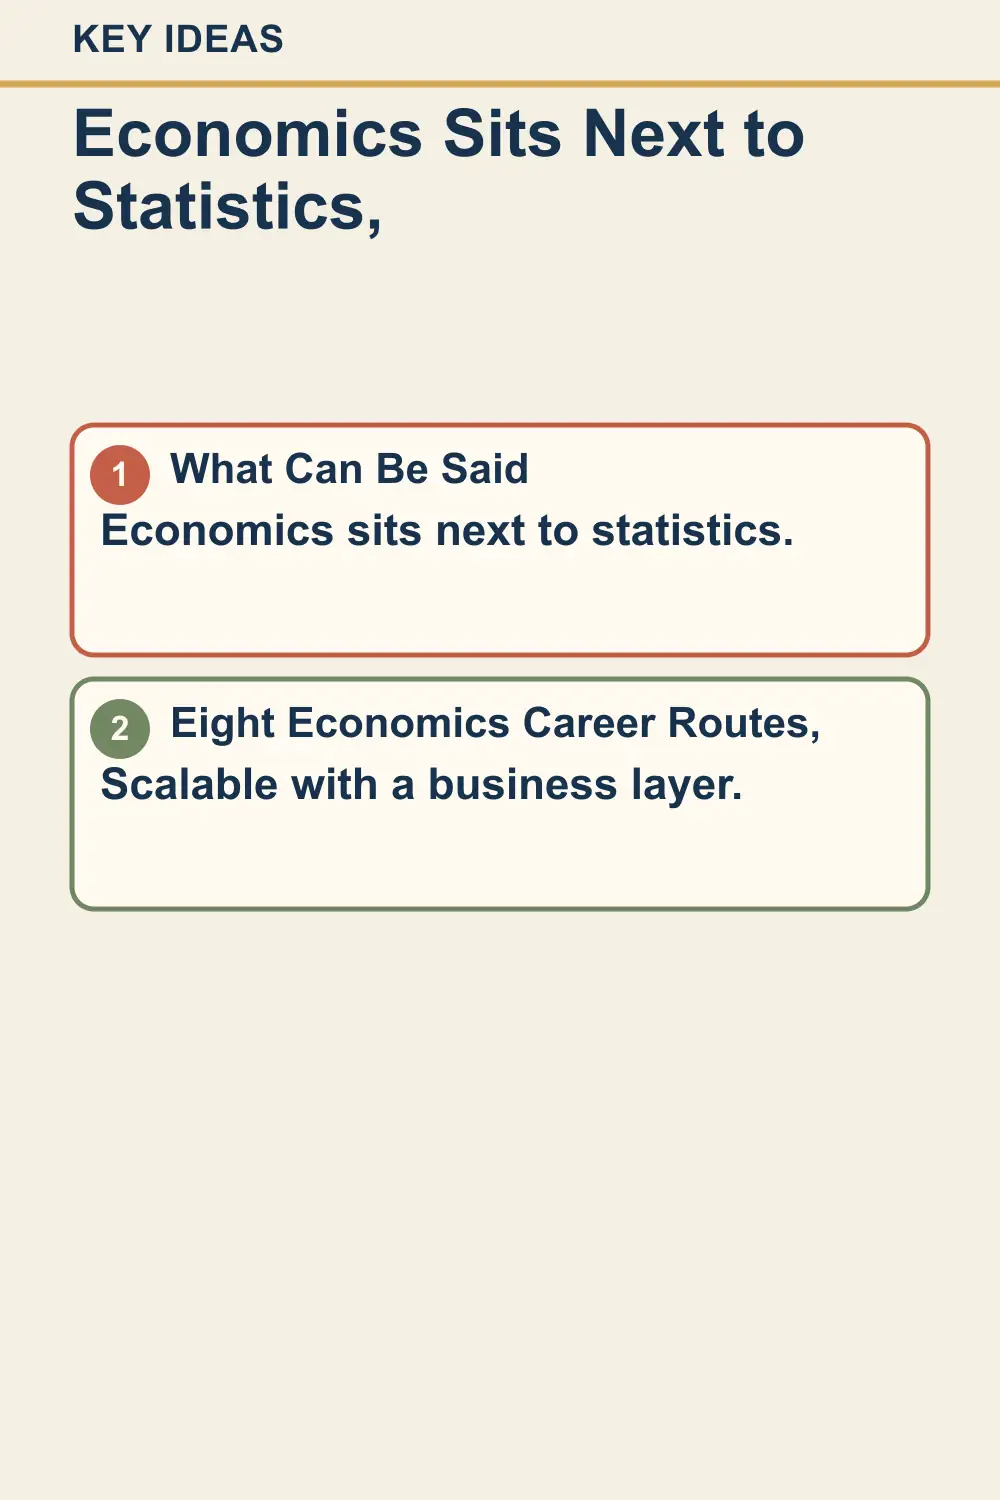 KEY IDEAS
Economics Sits Next to
Statistics,
1 What Can Be Said
Economics sits next to statistics.
2 Eight Economics Career Routes,
Scalable with a business layer.